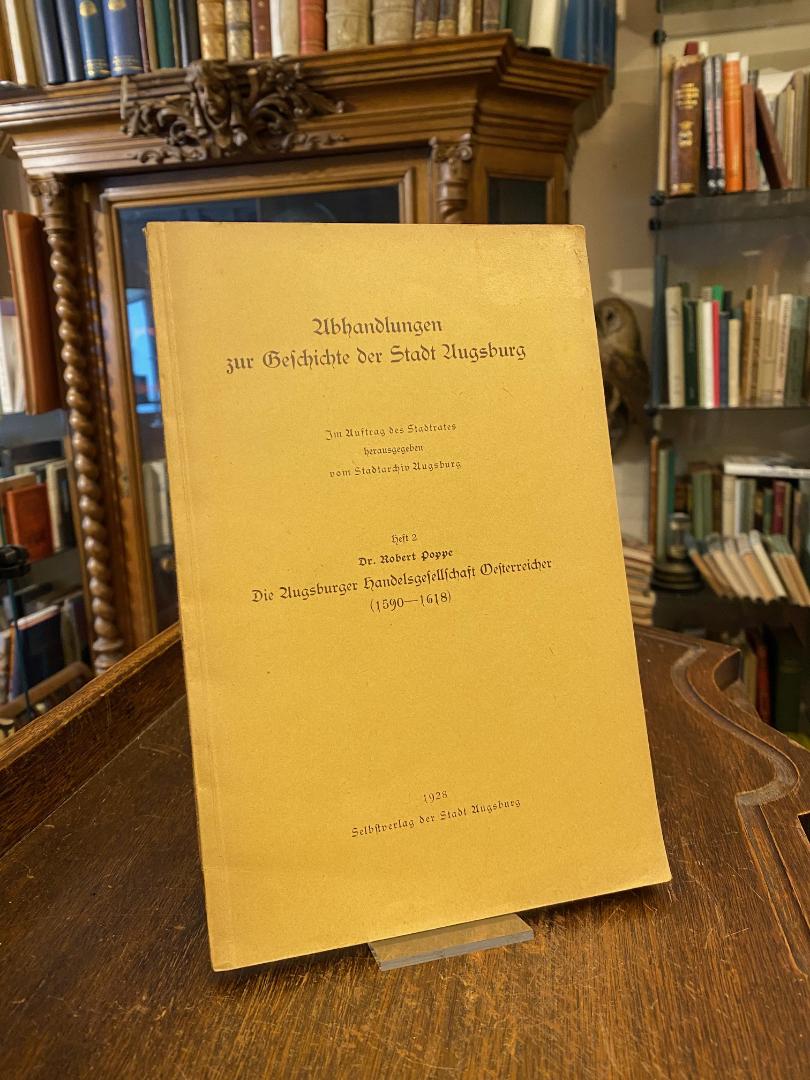 Abhandlungen
zur Geschichte der Stadt Augsburg
Im Auftrag des Stadtrates
herausgegeben
vom Stadtarchiv Augsburg
Heft 2
Dr. Robert Poppe
Die Augsburger Handelsgesellschaft Oesterreicher
(1590—1618)
1928
Selbstverlag der Stadt Augsburg